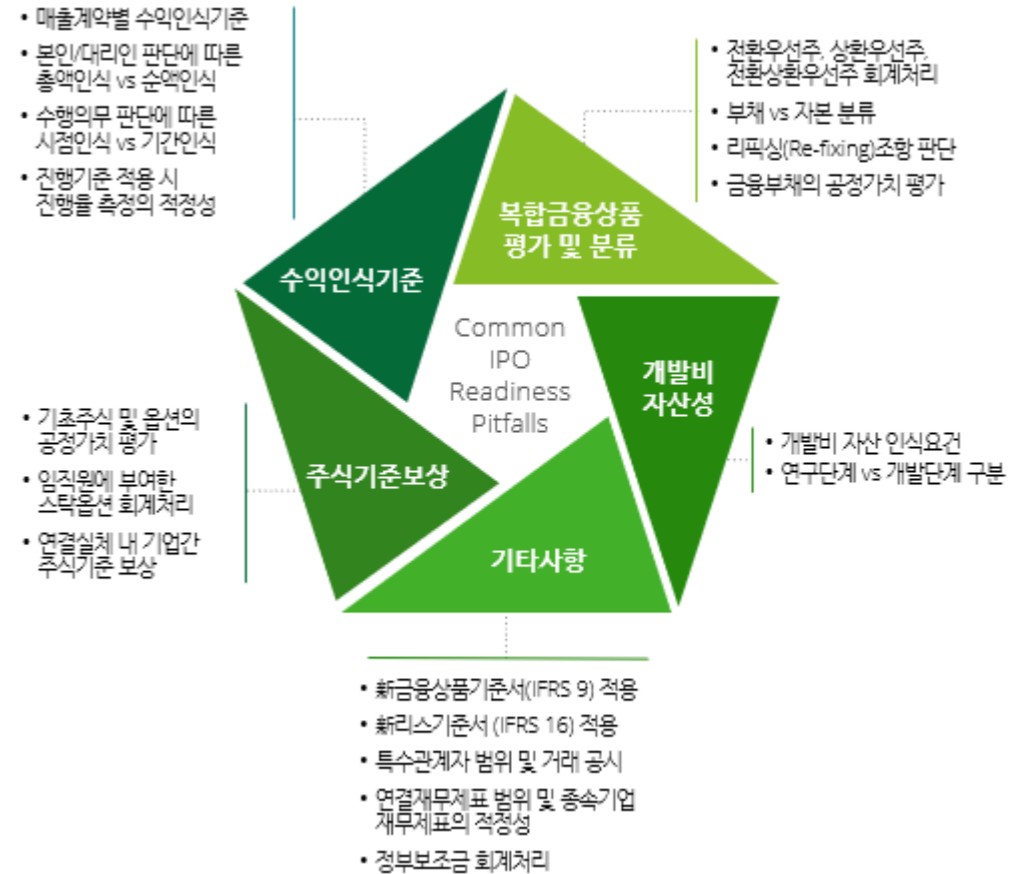 • 매출계약별 수익인식기준
• 본인/대리인 판단에 따른
총액인식 vs 순액인식
• 수행의무 판단에 따른
시점인식 vs 기간인식
• 진행기준 적용 시
진행율 측정의 적정성
• 전환우선주, 상환우선주,
전환상환우선주 회계처리
• 부채 vs 자본 분류
• 리픽싱(Re-fixing)조항 판단
• 금융부채의 공정가치 평가
복합금융상품
평가 및 분류
수익인식기준
Common
IPO
Readiness
Pitfalls
개발비
자산성
• 개발비 자산 인식요건
• 연구단계 vs 개발단계 구분
• 기초주식 및 옵션의
공정가치 평가
• 임직원에 부여한
스탁옵션 회계처리
• 연결실체 내 기업간
주식기준 보상
주식기준보상
기타사항
• 新금융상품기준서(IFRS 9) 적용
• 新리스기준서 (IFRS 16) 적용
• 특수관계자 범위 및 거래 공시
• 연결재무제표 범위 및 종속기업
재무제표의 적정성
• 정부보조금 회계처리